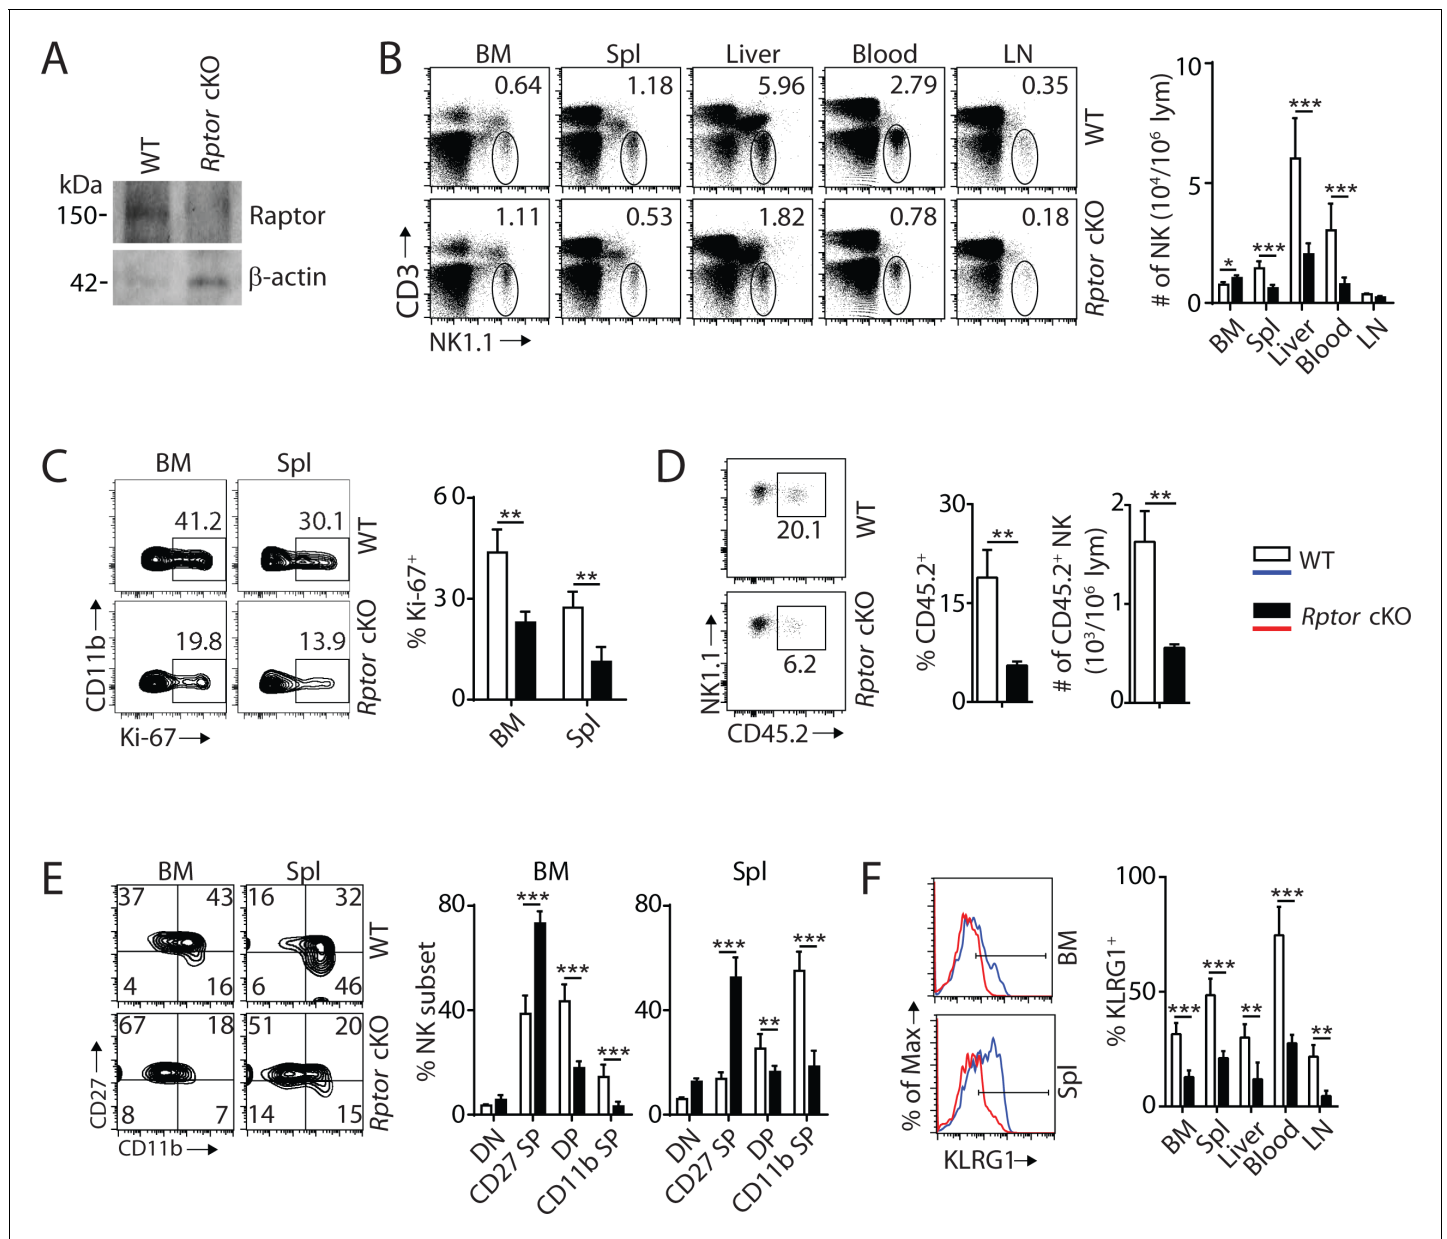 A
WT
Rptor cKO
kDa
150-
Raptor
42-
β-actin
B
BM Spl Liver Blood LN
0.64 1.18 5.96 2.79 0.35
WT
1.11 0.53 1.82 0.78 0.18
Rptor cKO
CD3
NK1.1
# of NK (10⁴/10⁶ lym)
10
5
0
* *** *** ***
BM Spl Liver Blood LN
C
BM Spl
41.2 30.1
WT
19.8 13.9
Rptor cKO
CD11b
Ki-67
% Ki-67⁺
60
30
0
** **
BM Spl
D
20.1
WT
6.2
Rptor cKO
NK1.1
CD45.2
% CD45.2⁺
30
15
0
**
# of CD45.2⁺ NK
(10³/10⁶ lym)
2
1
0
**
WT
Rptor cKO
E
BM Spl
37 43 16 32
4 16 6 46
WT
67 18 51 20
8 7 14 15
Rptor cKO
CD27
CD11b
BM
% NK subset
80
40
0
*** *** ***
DN CD27 SP DP CD11b SP
Spl
80
40
0
*** ** ***
DN CD27 SP DP CD11b SP
F
BM
Spl
% of Max
KLRG1
% KLRG1⁺
100
50
0
*** *** ** *** **
BM Spl Liver Blood LN